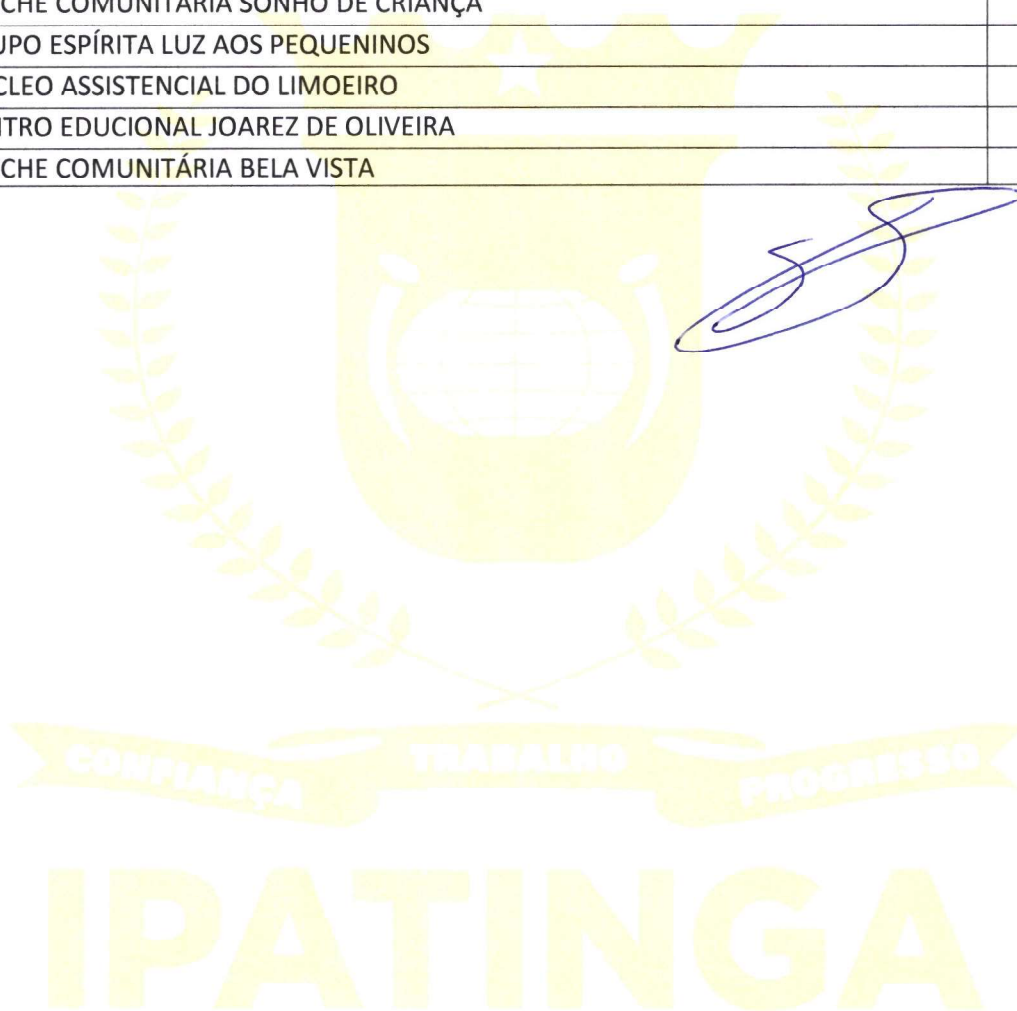 CHE COMUNITÁRIA SONHO DE CRIANÇA
UPO ESPÍRITA LUZ AOS PEQUENINOS
CLEO ASSISTENCIAL DO LIMOEIRO
NTRO EDUCIONAL JOAREZ DE OLIVEIRA
CHE COMUNITÁRIA BELA VISTA
CONFIANÇA TRABALHO PROGRESSO
IPATINGA